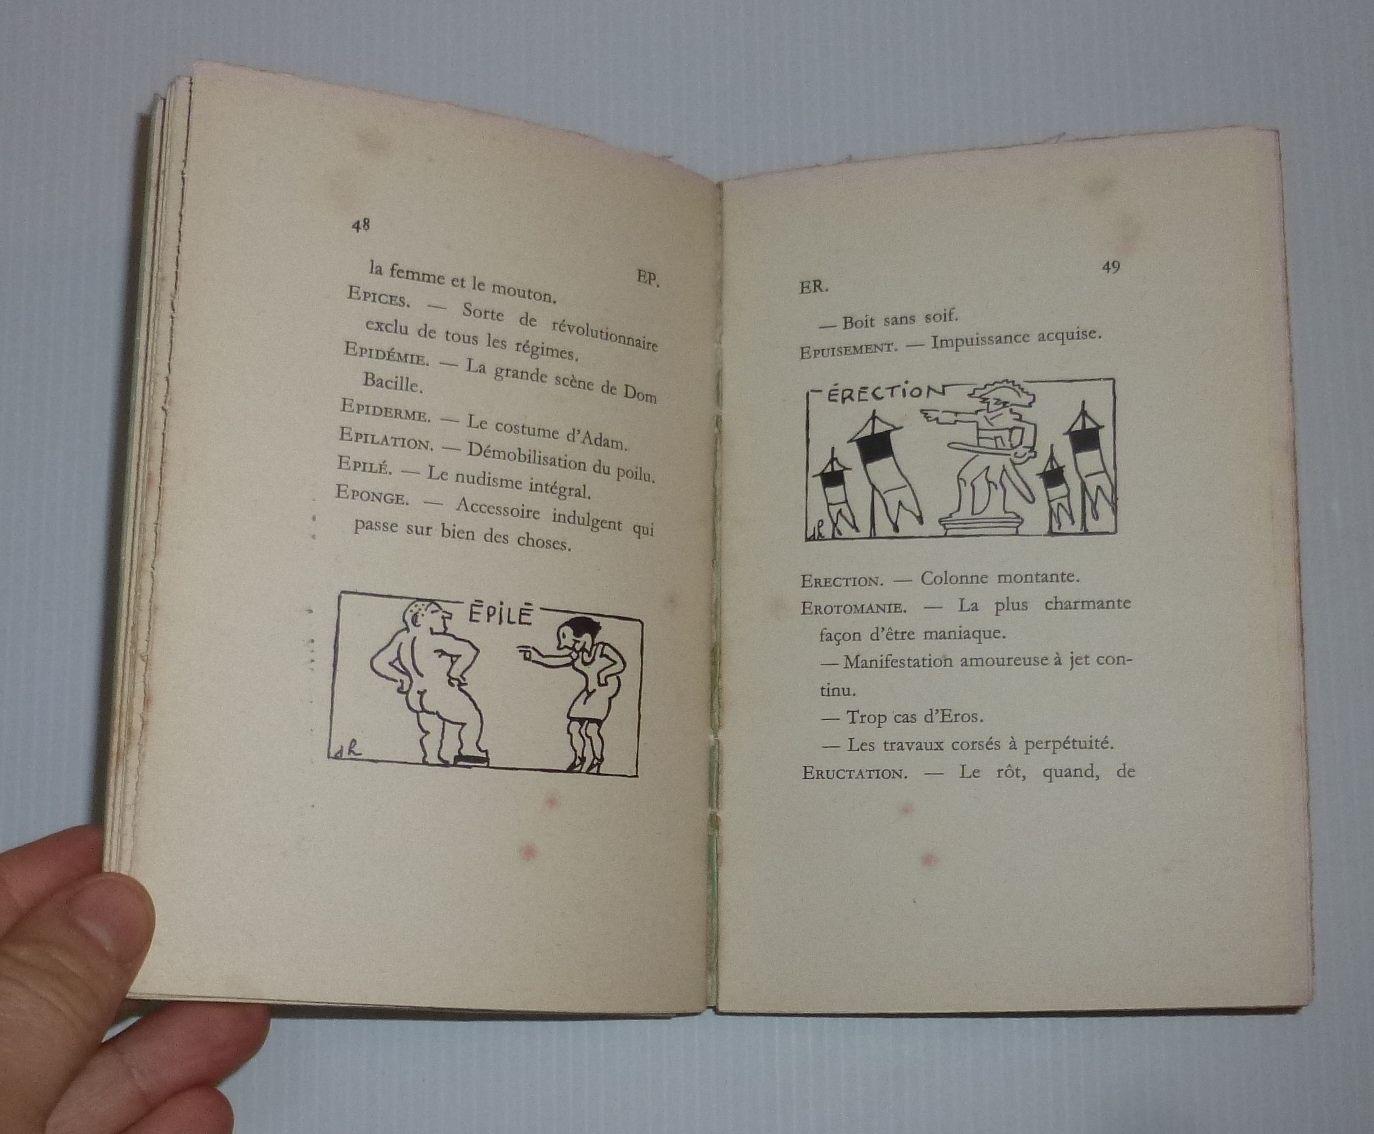 48
EP.
la femme et le mouton.
EPICES. — Sorte de révolutionnaire
exclu de tous les régimes.
EPIDÉMIE. — La grande scène de Dom
Bacille.
EPIDERME. — Le costume d'Adam.
EPILATION. — Démobilisation du poilu.
EPILÉ. — Le nudisme intégral.
EPONGE. — Accessoire indulgent qui
passe sur bien des choses.
ÉPiLÉ
dR
49
ER.
— Boit sans soif.
EPUISEMENT. — Impuissance acquise.
ÉRECTiON
dR
ERECTION. — Colonne montante.
EROTOMANIE. — La plus charmante
façon d'être maniaque.
— Manifestation amoureuse à jet con-
tinu.
— Trop cas d'Eros.
— Les travaux corsés à perpétuité.
ERUCTATION. — Le rôt, quand, de